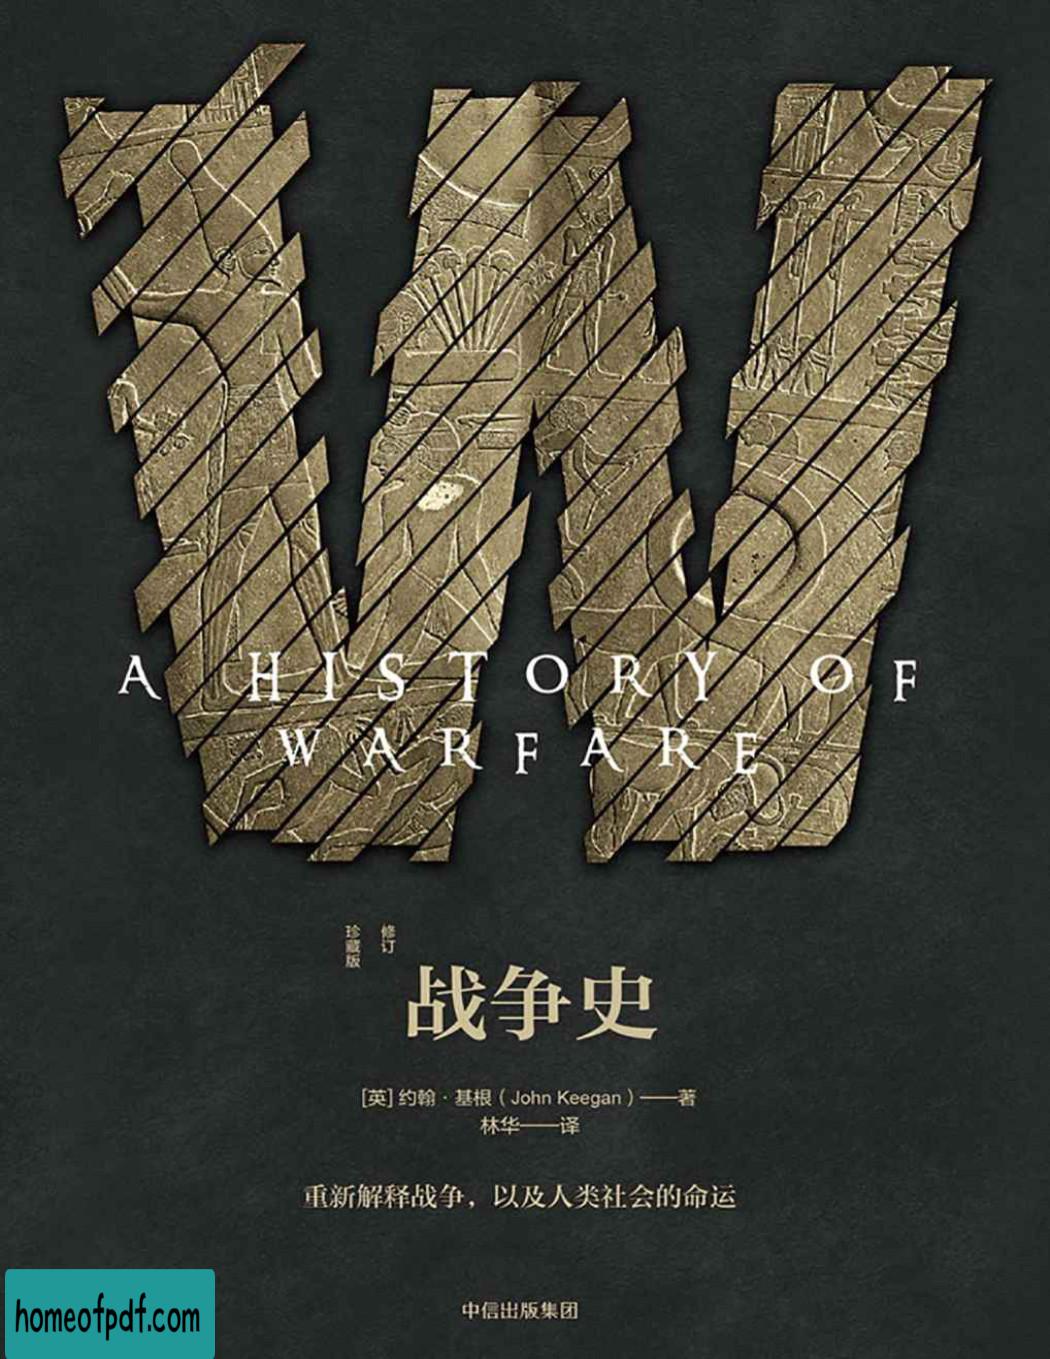 A HISTORY OF
WARFARE
修订
珍藏版
战争史
[英] 约翰·基根（John Keegan）——著
林华——译
重新解释战争，以及人类社会的命运
中信出版集团
homeofpdf.com